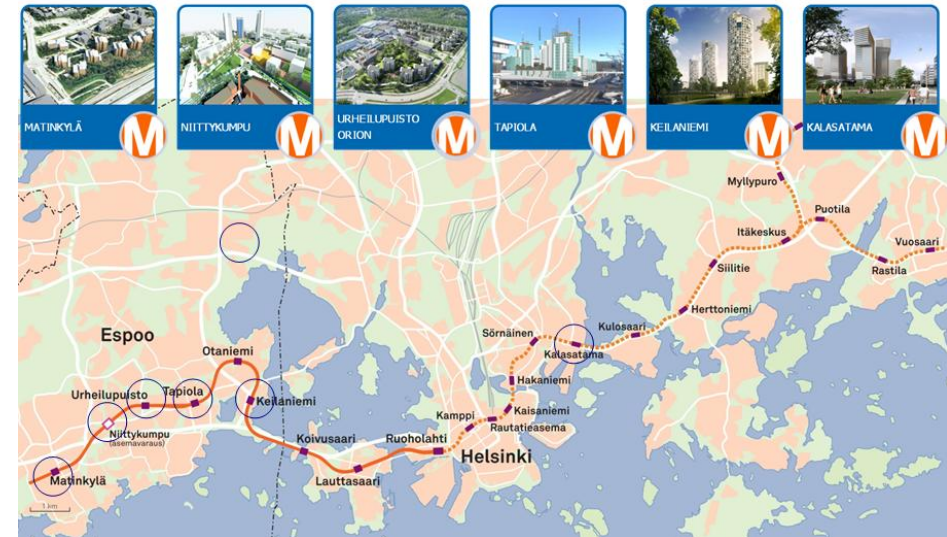 MATINKYLÄ
M
NIITTYKUMPU
M
URHEILUPUISTO
ORION
M
TAPIOLA
M
KEILANIEMI
M
KALASATAMA
M
Myllypuro
Puotila
Itäkeskus
Vuosaari
Siilitie
Rastila
Herttoniemi
Kulosaari
Sörnäinen
Kalasatama
Espoo
Otaniemi
Hakaniemi
Urheilupuisto
Tapiola
Keilaniemi
Kaisaniemi
Kamppi
Rautatieasema
Niittykumpu
(asemavaraus)
Koivusaari
Ruoholahti
Helsinki
Matinkylä
Lauttasaari
1 km